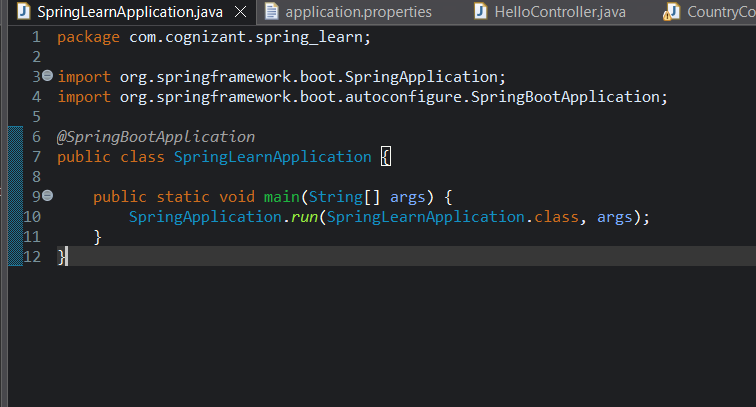 SpringLearnApplication.java application.properties HelloController.java CountryCo
1 package com.cognizant.spring_learn;
2
3 import org.springframework.boot.SpringApplication;
4 import org.springframework.boot.autoconfigure.SpringBootApplication;
5
6 @SpringBootApplication
7 public class SpringLearnApplication {
8
9 public static void main(String[] args) {
10 SpringApplication.run(SpringLearnApplication.class, args);
11 }
12 }